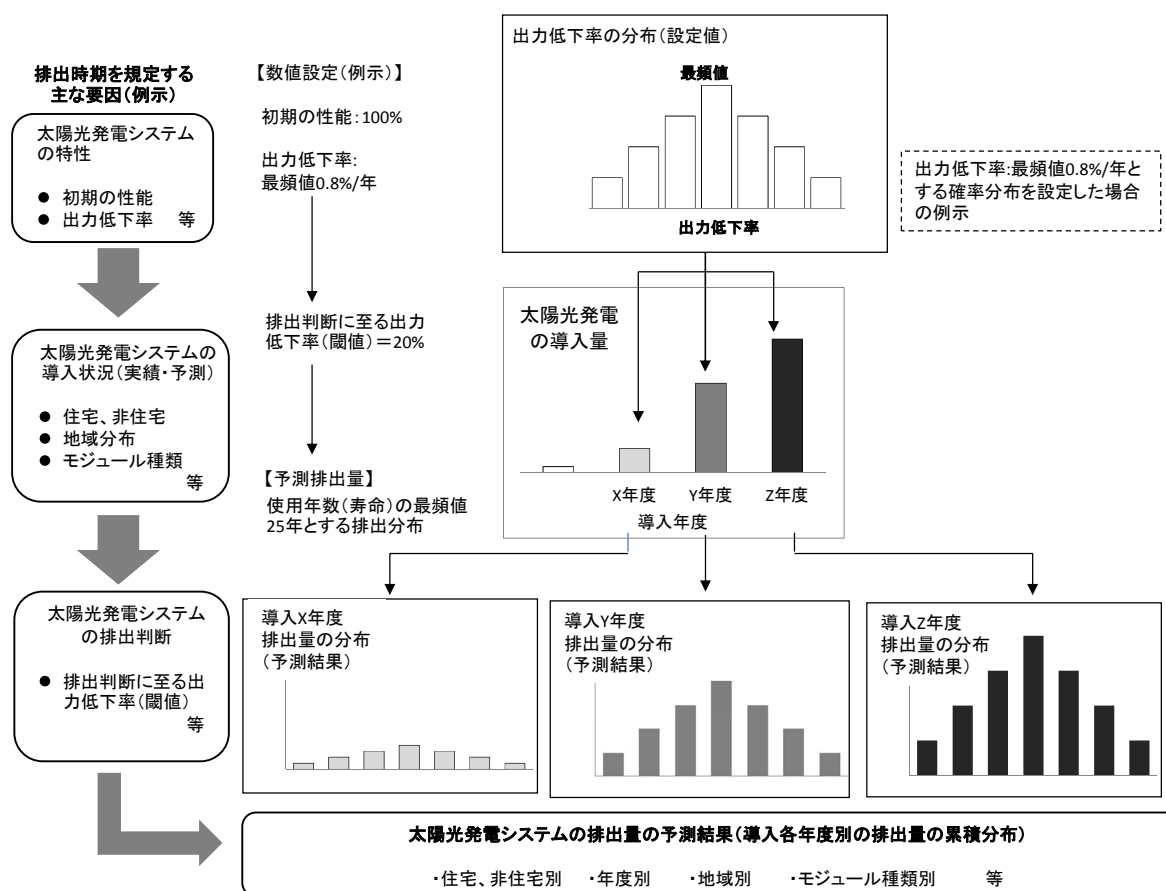 排出時期を規定する
主な要因(例示)
太陽光発電システム
の特性
● 初期の性能
● 出力低下率 等
太陽光発電システムの
導入状況(実績・予測)
● 住宅、非住宅
● 地域分布
● モジュール種類
等
太陽光発電システム
の排出判断
● 排出判断に至る出
力低下率(閾値)
等
【数値設定(例示)】
初期の性能:100%
出力低下率:
最頻値0.8%/年
排出判断に至る出力
低下率(閾値)=20%
【予測排出量】
使用年数(寿命)の最頻値
25年とする排出分布
出力低下率の分布(設定値)
最頻値
出力低下率
出力低下率:最頻値0.8%/年と
する確率分布を設定した場合
の例示
太陽光発電
の導入量
X年度 Y年度 Z年度
導入年度
導入X年度
排出量の分布
(予測結果)
導入Y年度
排出量の分布
(予測結果)
導入Z年度
排出量の分布
(予測結果)
太陽光発電システムの排出量の予測結果(導入各年度別の排出量の累積分布)
・住宅、非住宅別 ・年度別 ・地域別 ・モジュール種類別 等